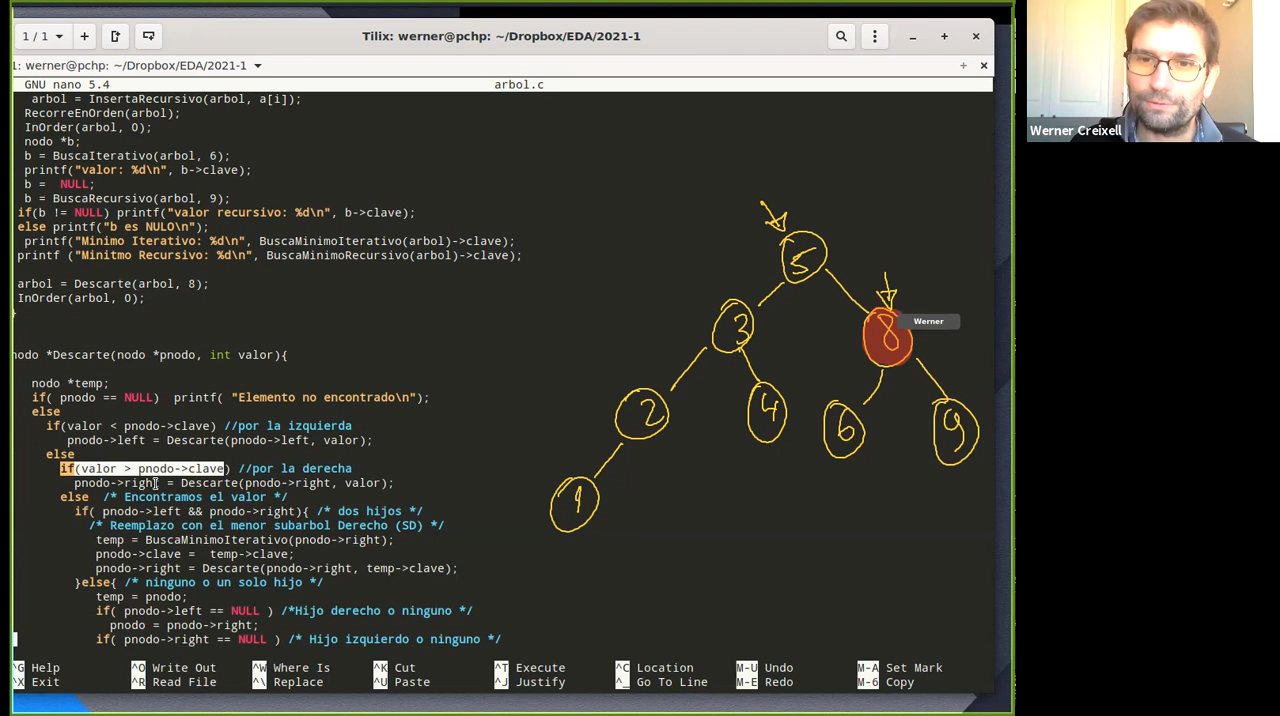 1 / 1
Tilix: werner@pchp: ~/Dropbox/EDA/2021-1
1: werner@pchp: ~/Dropbox/EDA/2021-1
GNU nano 5.4 arbol.c
arbol = InsertaRecursivo(arbol, a[i]);
RecorreEnOrden(arbol);
InOrder(arbol, 0);
nodo *b;
b = BuscaIterativo(arbol, 6);
printf("valor: %d\n", b->clave);
b =  NULL;
b = BuscaRecursivo(arbol, 9);
if(b != NULL) printf("valor recursivo: %d\n", b->clave);
else printf("b es NULO\n");
printf("Minimo Iterativo: %d\n", BuscaMinimoIterativo(arbol)->clave);
printf ("Minitmo Recursivo: %d\n", BuscaMinimoRecursivo(arbol)->clave);
arbol = Descarte(arbol, 8);
InOrder(arbol, 0);
}
nodo *Descarte(nodo *pnodo, int valor){
nodo *temp;
if( pnodo == NULL)  printf( "Elemento no encontrado\n");
else
if(valor < pnodo->clave) //por la izquierda
pnodo->left = Descarte(pnodo->left, valor);
else
if(valor > pnodo->clave) //por la derecha
pnodo->right = Descarte(pnodo->right, valor);
else  /* Encontramos el valor */
if( pnodo->left && pnodo->right){ /* dos hijos */
/* Reemplazo con el menor subarbol Derecho (SD) */
temp = BuscaMinimoIterativo(pnodo->right);
pnodo->clave =  temp->clave;
pnodo->right = Descarte(pnodo->right, temp->clave);
}else{ /* ninguno o un solo hijo */
temp = pnodo;
if( pnodo->left == NULL ) /*Hijo derecho o ninguno */
pnodo = pnodo->right;
if( pnodo->right == NULL ) /* Hijo izquierdo o ninguno */
^G Help ^O Write Out ^W Where Is ^K Cut ^T Execute ^C Location M-U Undo M-A Set Mark
^X Exit ^R Read File ^\ Replace ^U Paste ^J Justify ^_ Go To Line M-E Redo M-6 Copy
5
3
8
Werner
2
4
6
9
1
Werner Creixell